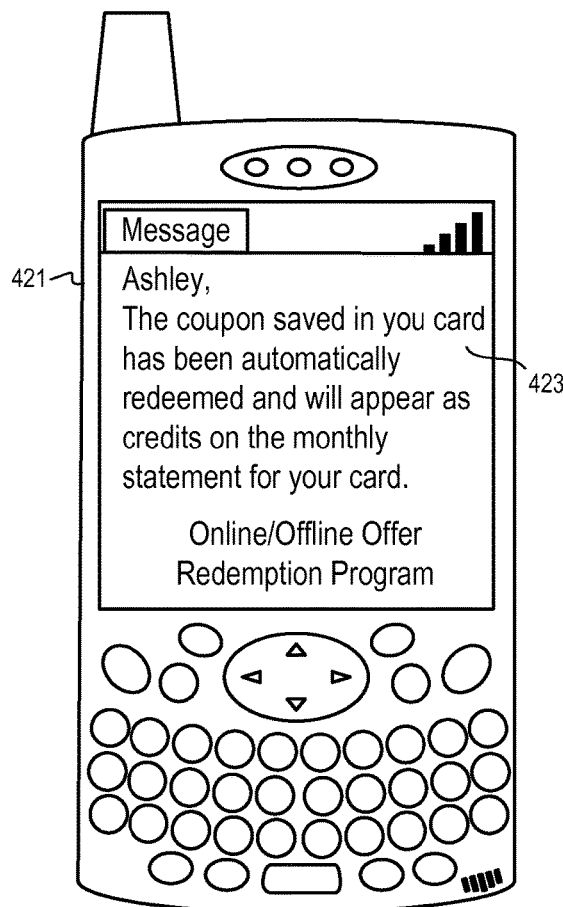 Message
421
Ashley,
The coupon saved in you card
has been automatically
423
redeemed and will appear as
credits on the monthly
statement for your card.
Online/Offline Offer
Redemption Program